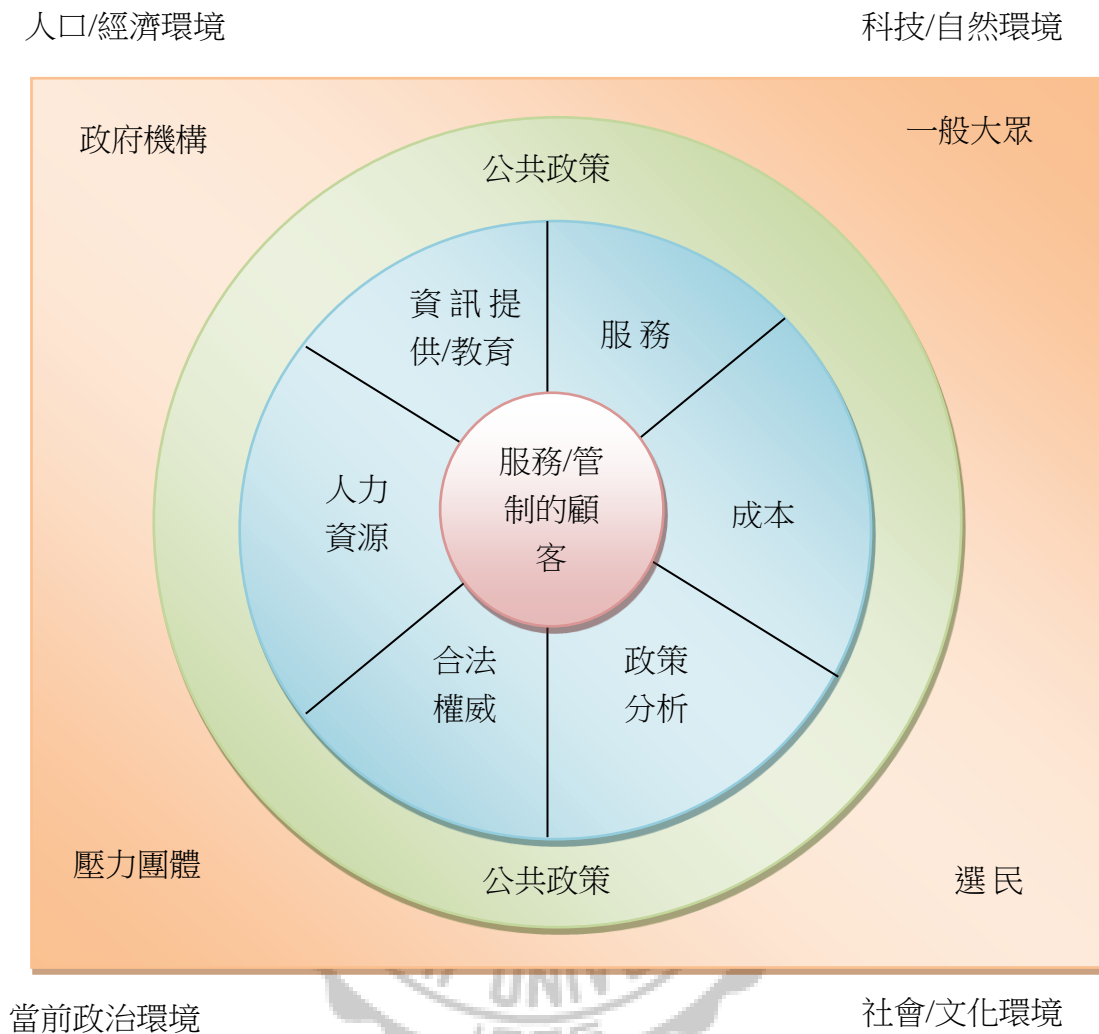 人口/經濟環境
科技/自然環境
政府機構
一般大眾
公共政策
資訊提
供/教育
服務
人力
資源
服務/管
制的顧
客
成本
合法
權威
政策
分析
壓力團體
公共政策
選民
當前政治環境
社會/文化環境